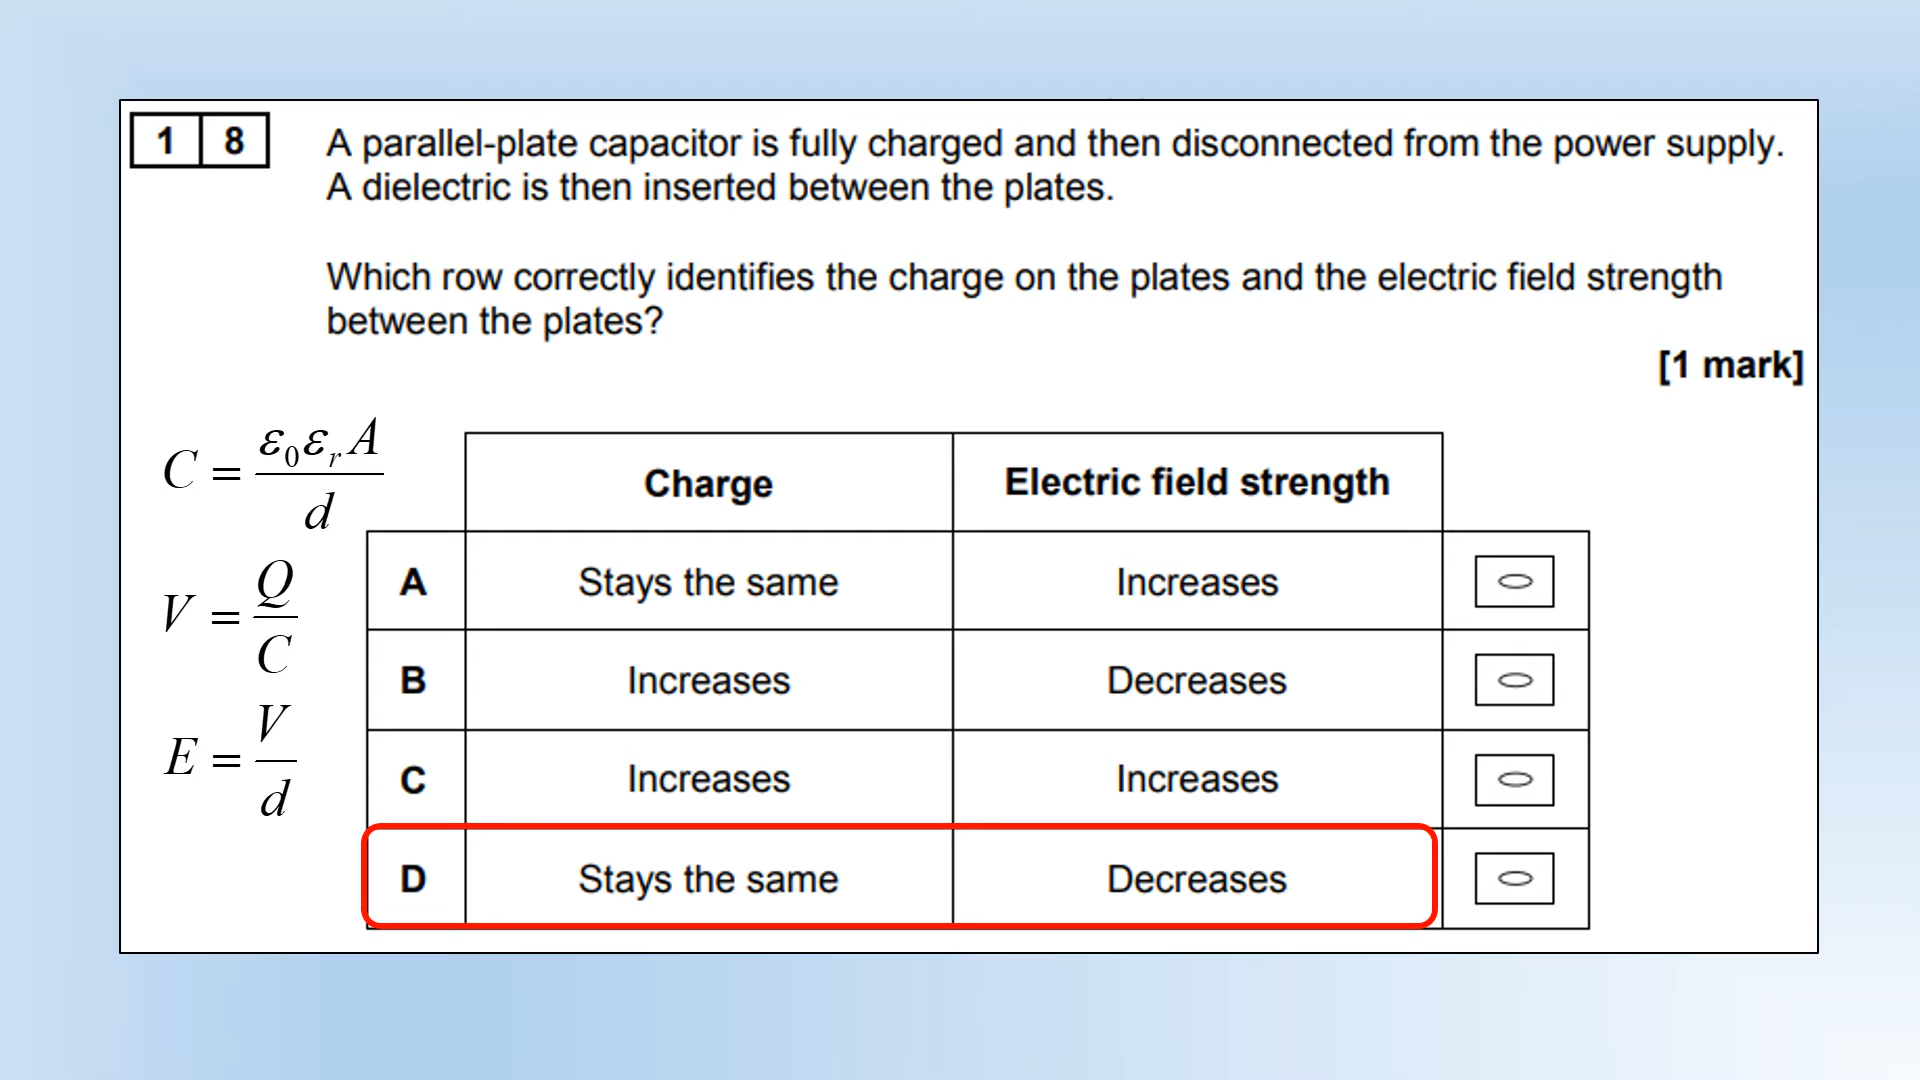 1 8
A parallel-plate capacitor is fully charged and then disconnected from the power supply.
A dielectric is then inserted between the plates.
Which row correctly identifies the charge on the plates and the electric field strength
between the plates?
[1 mark]
C = ε₀εᵣA / d
V = Q / C
E = V / d
Charge Electric field strength
A Stays the same Increases
B Increases Decreases
C Increases Increases
D Stays the same Decreases